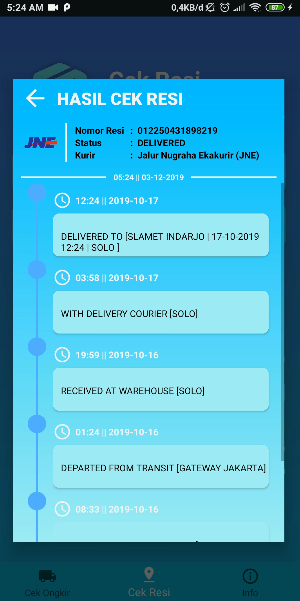 5:24 AM
0,4KB/d
87
Cek Resi
HASIL CEK RESI
JNE
Nomor Resi : 012250431898219
Status : DELIVERED
Kurir : Jalur Nugraha Ekakurir (JNE)
05:24 || 03-12-2019
12:24 || 2019-10-17
DELIVERED TO [SLAMET INDARJO | 17-10-2019
12:24 | SOLO ]
03:58 || 2019-10-17
WITH DELIVERY COURIER [SOLO]
19:59 || 2019-10-16
RECEIVED AT WAREHOUSE [SOLO]
01:24 || 2019-10-16
DEPARTED FROM TRANSIT [GATEWAY JAKARTA]
08:33 || 2019-10-16
Cek Ongkir
Cek Resi
Info